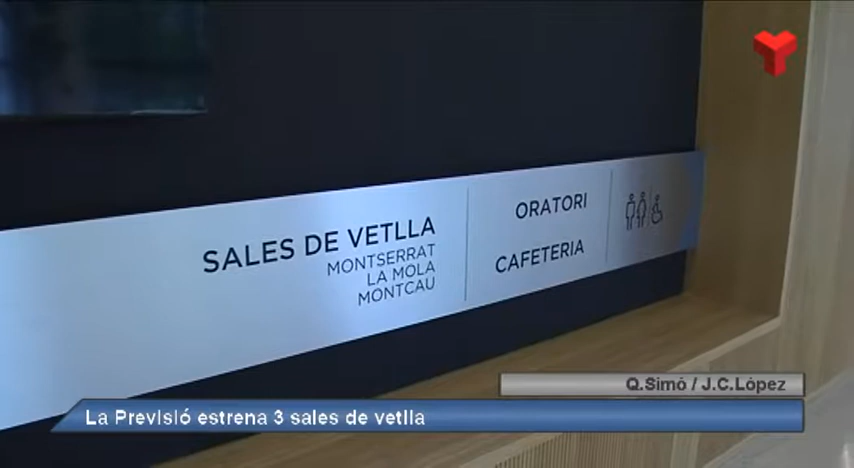 SALES DE VETLLA
MONTSERRAT
LA MOLA
MONTCAU
ORATORI
CAFETERIA
Q.Simó / J.C.López
La Previsió estrena 3 sales de vetlla